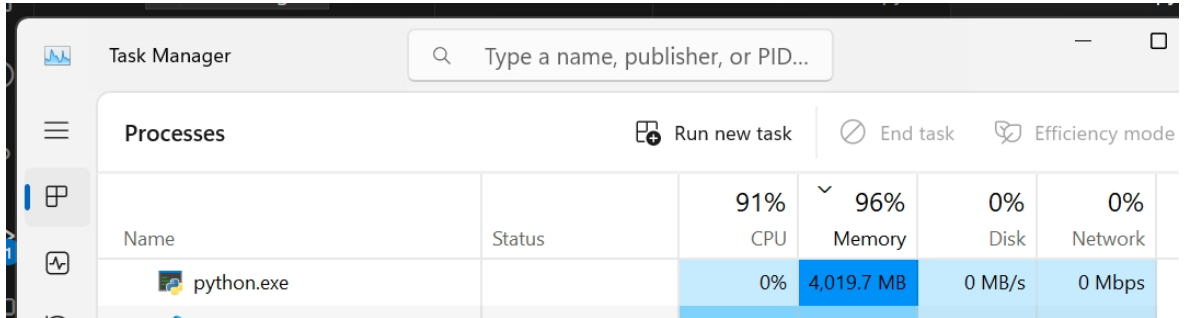 Task Manager
Type a name, publisher, or PID...
Processes
Run new task
End task
Efficiency mode
91% 96% 0% 0%
Name Status CPU Memory Disk Network
python.exe 0% 4,019.7 MB 0 MB/s 0 Mbps